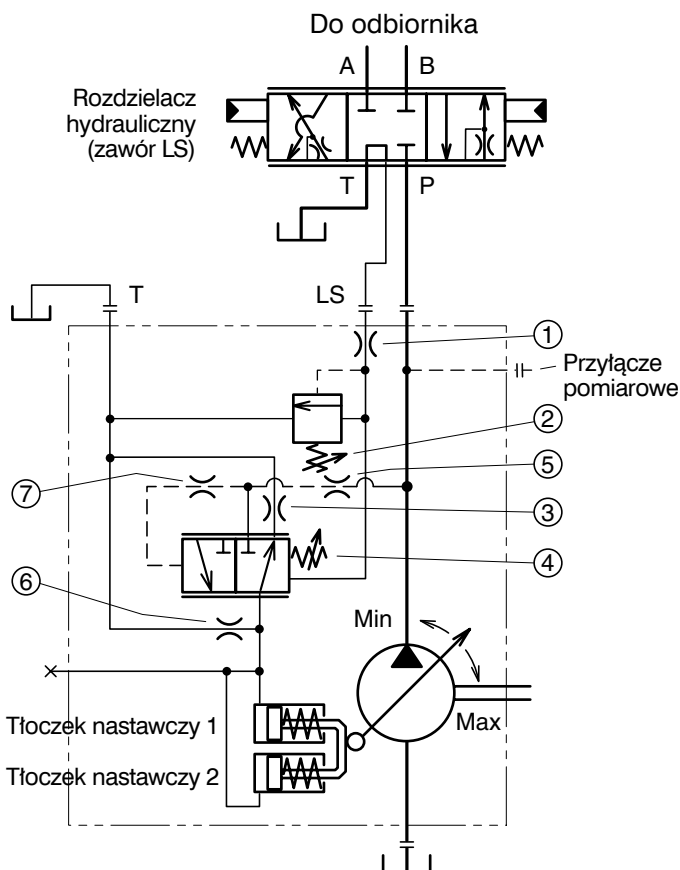 Do odbiornika
A
B
Rozdzielacz
hydrauliczny
(zawór LS)
T
P
T
LS
1
Przyłącze
pomiarowe
2
5
7
3
4
6
Min
Max
Tłoczek nastawczy 1
Tłoczek nastawczy 2